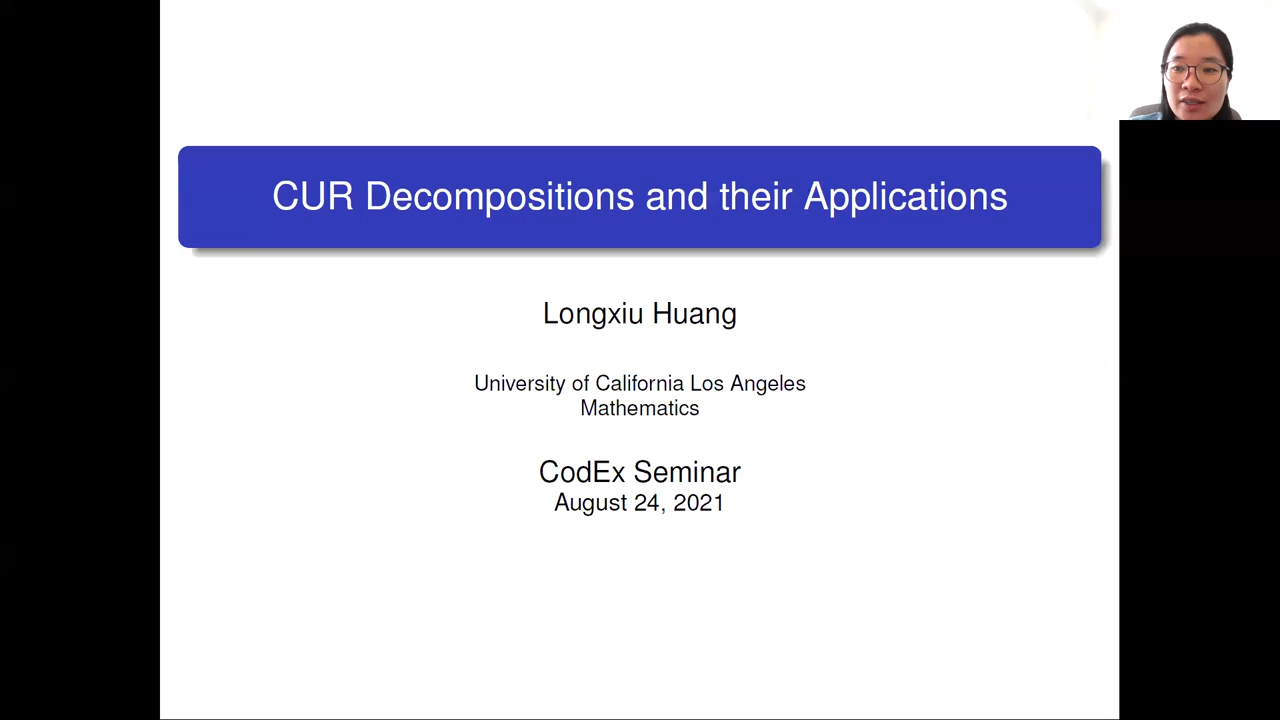 CUR Decompositions and their Applications
Longxiu Huang
University of California Los Angeles
Mathematics
CodEx Seminar
August 24, 2021